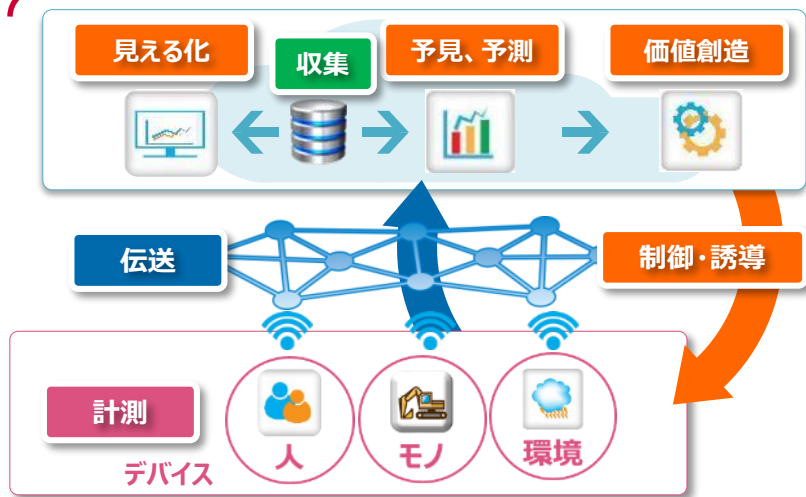 見える化
収集
予見、予測
価値創造
伝送
制御・誘導
計測
デバイス
人
モノ
環境